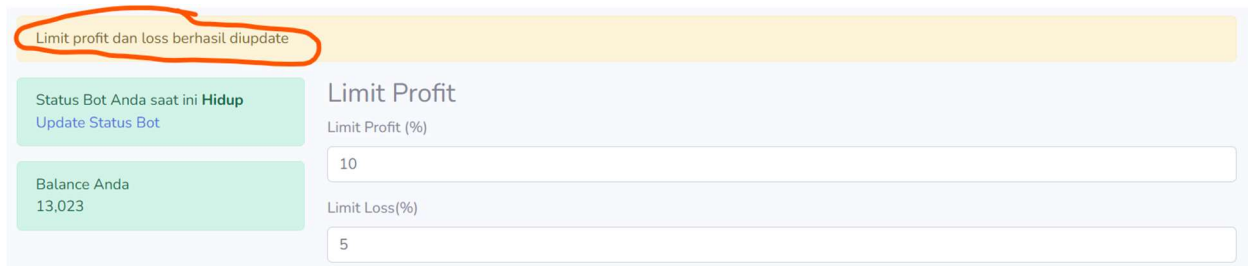 Limit profit dan loss berhasil diupdate
Status Bot Anda saat ini Hidup
Update Status Bot
Balance Anda
13,023
Limit Profit
Limit Profit (%)
10
Limit Loss(%)
5